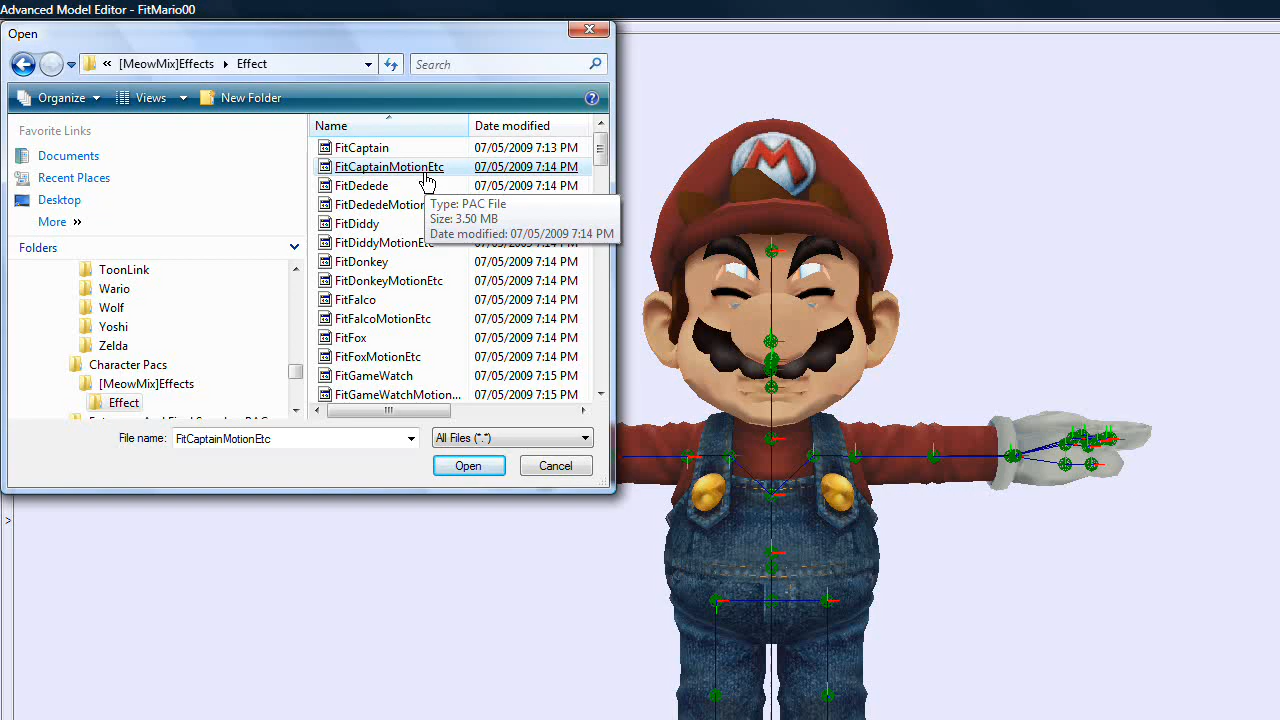 Advanced Model Editor - FitMario00
Open
« [MeowMix]Effects Effect
Search
Organize Views New Folder
Favorite Links
Documents
Recent Places
Desktop
More »
Folders
ToonLink
Wario
Wolf
Yoshi
Zelda
Character Pacs
[MeowMix]Effects
Effect
Name Date modified
FitCaptain 07/05/2009 7:13 PM
FitCaptainMotionEtc 07/05/2009 7:14 PM
FitDedede 07/05/2009 7:14 PM
FitDededeMotion
Type: PAC File
Size: 3.50 MB
Date modified: 07/05/2009 7:14 PM
FitDiddy
FitDiddyMotionEtc 07/05/2009 7:14 PM
FitDonkey 07/05/2009 7:14 PM
FitDonkeyMotionEtc 07/05/2009 7:14 PM
FitFalco 07/05/2009 7:14 PM
FitFalcoMotionEtc 07/05/2009 7:14 PM
FitFox 07/05/2009 7:14 PM
FitFoxMotionEtc 07/05/2009 7:14 PM
FitGameWatch 07/05/2009 7:15 PM
FitGameWatchMotion... 07/05/2009 7:15 PM
File name: FitCaptainMotionEtc All Files (*.*)
Open Cancel
M